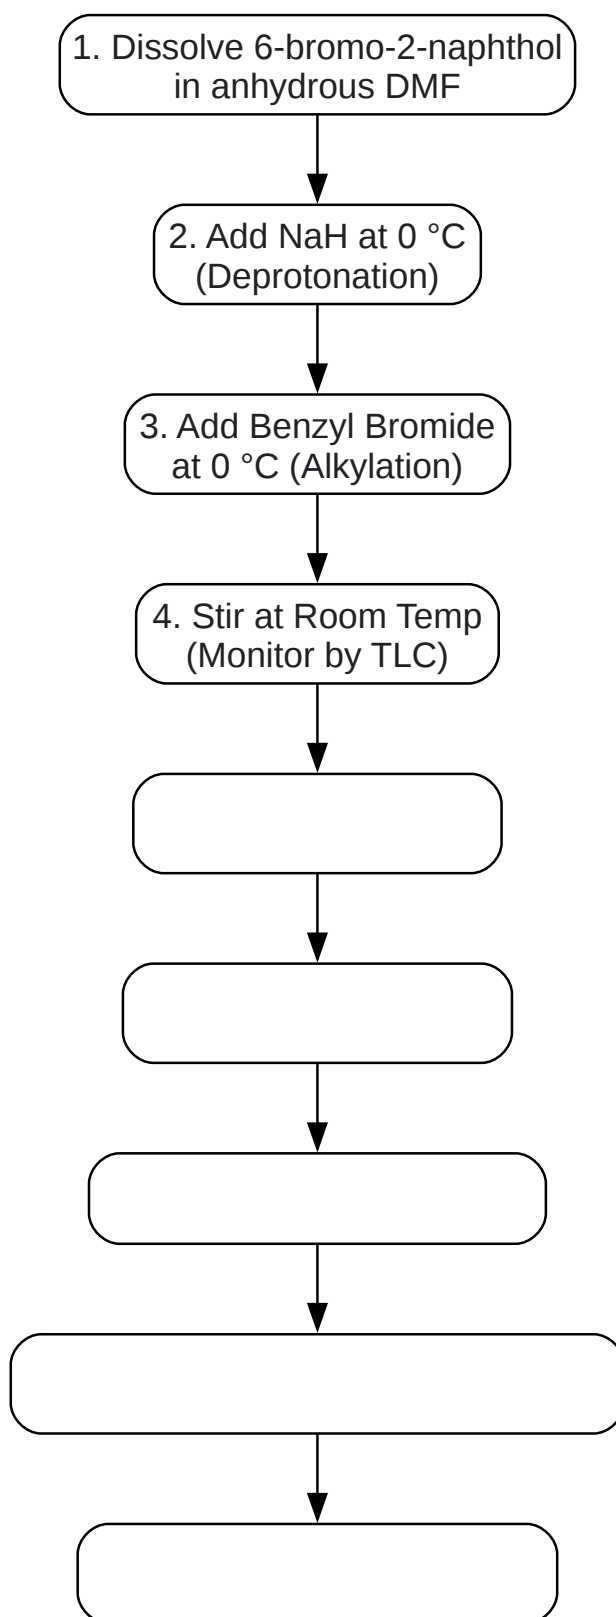 1. Dissolve 6-bromo-2-naphthol
in anhydrous DMF
2. Add NaH at 0 °C
(Deprotonation)
3. Add Benzyl Bromide
at 0 °C (Alkylation)
4. Stir at Room Temp
(Monitor by TLC)